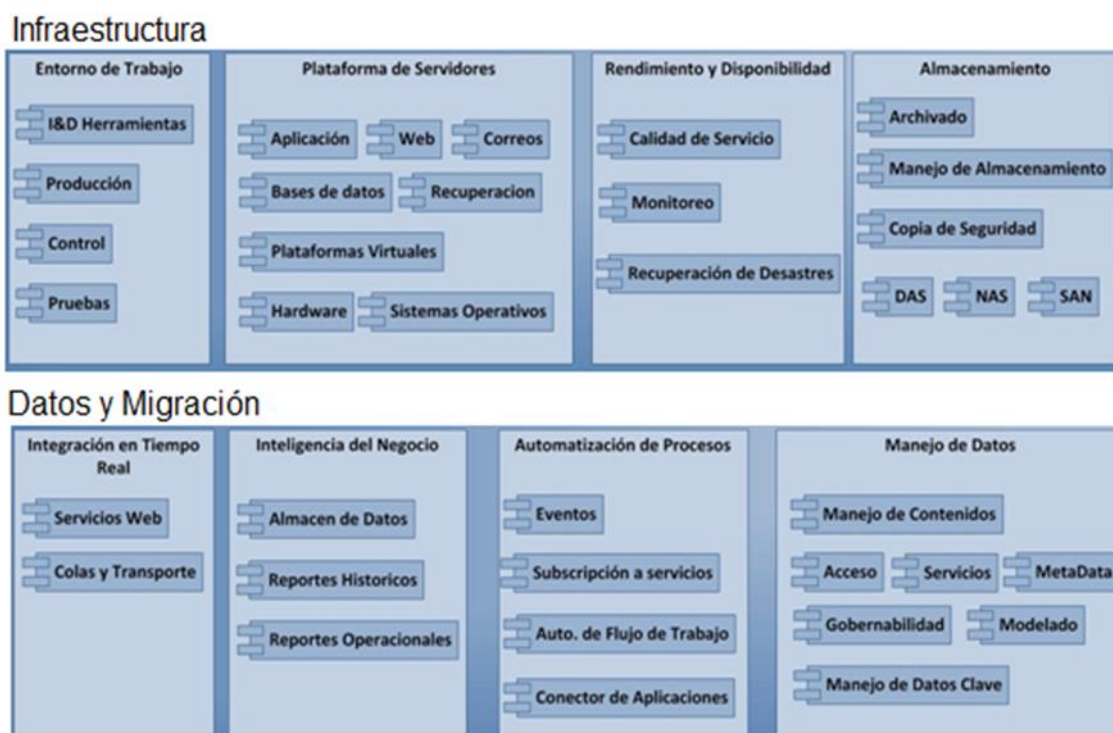 Infraestructura
Entorno de Trabajo
I&D Herramientas
Producción
Control
Pruebas
Plataforma de Servidores
Aplicación
Web
Correos
Bases de datos
Recuperacion
Plataformas Virtuales
Hardware
Sistemas Operativos
Rendimiento y Disponibilidad
Calidad de Servicio
Monitoreo
Recuperación de Desastres
Almacenamiento
Archivado
Manejo de Almacenamiento
Copia de Seguridad
DAS
NAS
SAN
Datos y Migración
Integración en Tiempo
Real
Servicios Web
Colas y Transporte
Inteligencia del Negocio
Almacen de Datos
Reportes Historicos
Reportes Operacionales
Automatización de Procesos
Eventos
Subscripción a servicios
Auto. de Flujo de Trabajo
Conector de Aplicaciones
Manejo de Datos
Manejo de Contenidos
Acceso
Servicios
MetaData
Gobernabilidad
Modelado
Manejo de Datos Clave